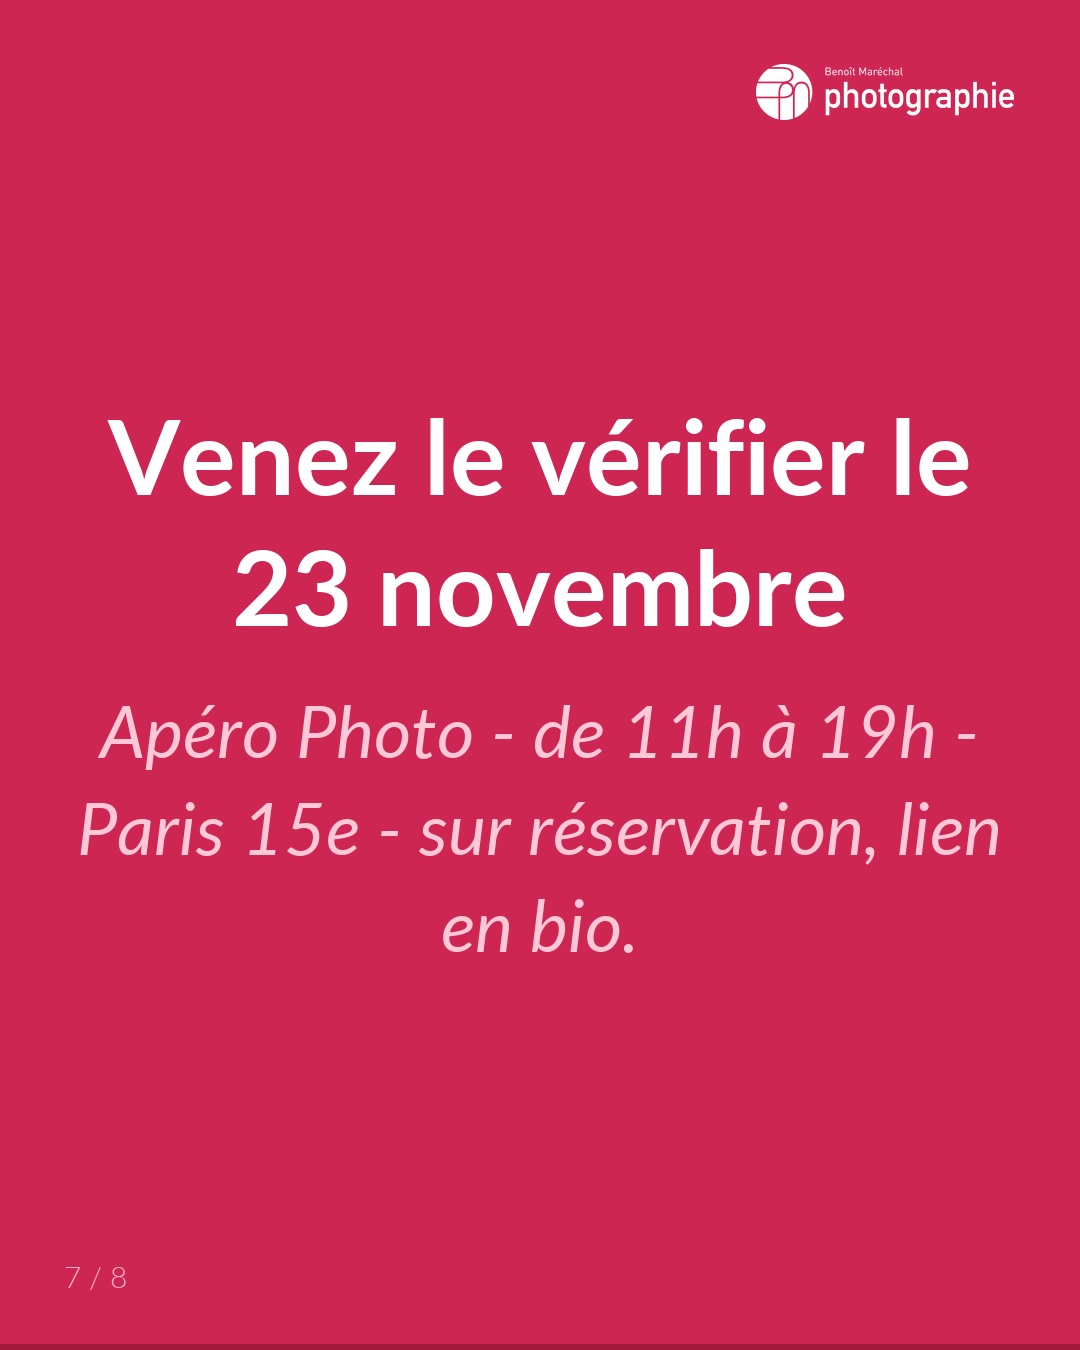 Benoît Maréchal
photographie
Venez le vérifier le
23 novembre
Apéro Photo - de 11h à 19h -
Paris 15e - sur réservation, lien
en bio.
7 / 8